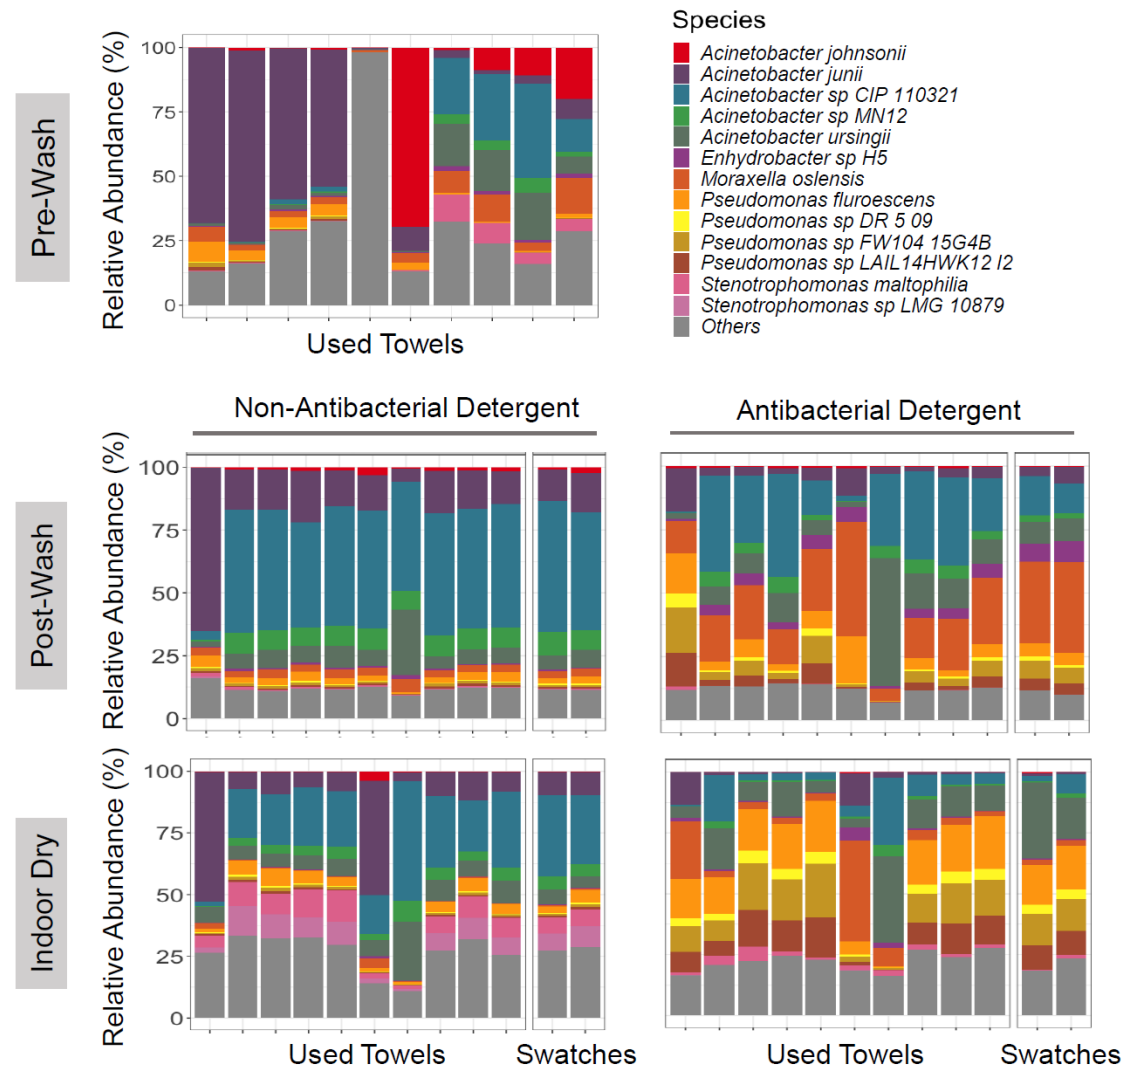 Pre-Wash
Relative Abundance (%)
100
75
50
25
0
Used Towels
Species
Acinetobacter johnsonii
Acinetobacter junii
Acinetobacter sp CIP 110321
Acinetobacter sp MN12
Acinetobacter ursingii
Enhydrobacter sp H5
Moraxella oslensis
Pseudomonas fluroescens
Pseudomonas sp DR 5 09
Pseudomonas sp FW104 15G4B
Pseudomonas sp LAIL14HWK12 I2
Stenotrophomonas maltophilia
Stenotrophomonas sp LMG 10879
Others
Non-Antibacterial Detergent
Antibacterial Detergent
Post-Wash
Relative Abundance (%)
100
75
50
25
0
Indoor Dry
Relative Abundance (%)
100
75
50
25
0
Used Towels
Swatches
Used Towels
Swatches